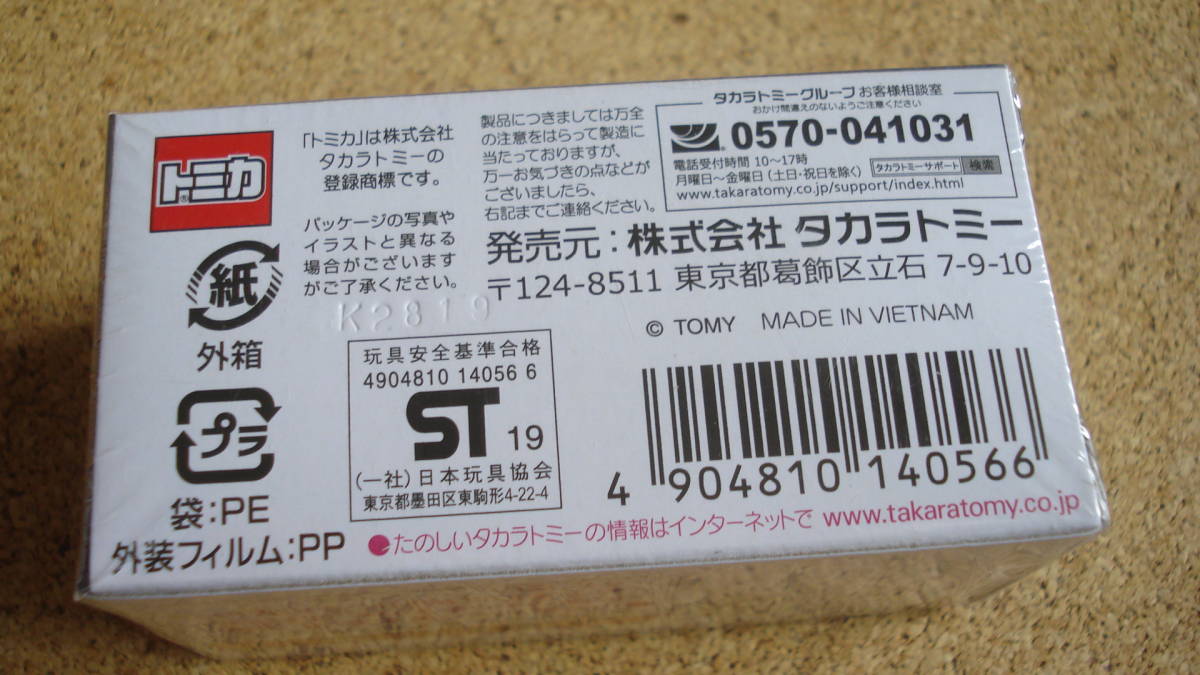 トミカ
®
「トミカ」は株式会社
タカラトミーの
登録商標です。
パッケージの写真や
イラストと異なる
場合がございます
がご了承ください。
K2819
製品につきましては万全
の注意をはらって製造に
当たっておりますが、
万一お気づきの点などが
ございましたら、
右記までご連絡ください。
タカラトミーグループ お客様相談室
おかけ間違えのないようご注意ください
0570-041031
電話受付時間 10〜17時
月曜日〜金曜日 (土日・祝日を除く)
タカラトミーサポート 検索
www.takaratomy.co.jp/support/index.html
発売元:株式会社 タカラトミー
〒124-8511 東京都葛飾区立石 7-9-10
© TOMY MADE IN VIETNAM
紙
外箱
プラ
袋:PE
外装フィルム:PP
玩具安全基準合格
4904810 14056 6
ST 19
(一社)日本玩具協会
東京都墨田区東駒形4-22-4
4 904810 140566
●たのしいタカラトミーの情報はインターネットで www.takaratomy.co.jp